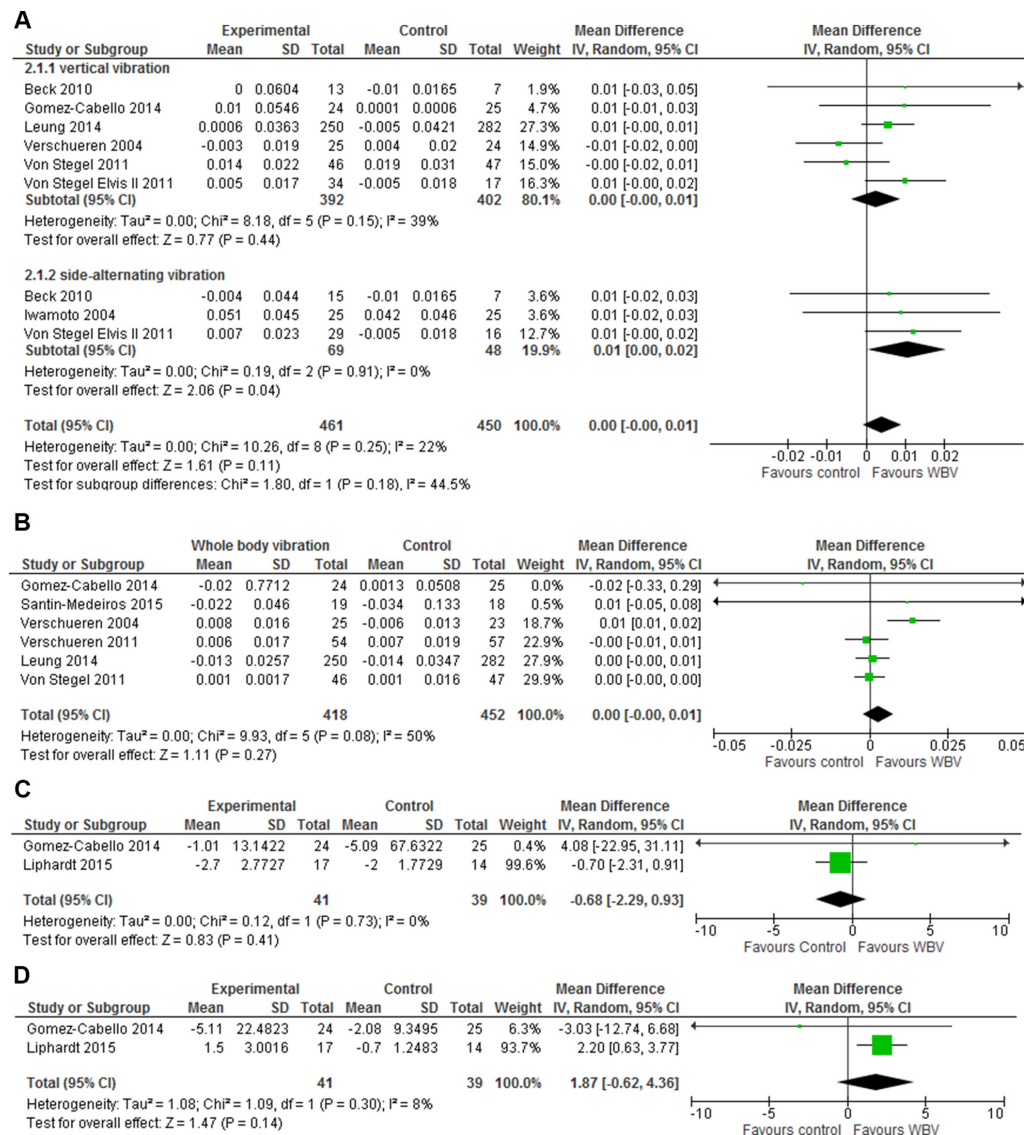 A
Experimental Control Mean Difference Mean Difference
Study or Subgroup Mean SD Total Mean SD Total Weight IV, Random, 95% CI IV, Random, 95% CI
2.1.1 vertical vibration
Beck 2010 0 0.0604 13 -0.01 0.0165 7 1.9% 0.01 [-0.03, 0.05]
Gomez-Cabello 2014 0.01 0.0546 24 0.0001 0.0006 25 4.7% 0.01 [-0.01, 0.03]
Leung 2014 0.0006 0.0363 250 -0.005 0.0421 282 27.3% 0.01 [-0.00, 0.01]
Verschueren 2004 -0.003 0.019 25 0.004 0.02 24 14.9% -0.01 [-0.02, 0.00]
Von Stegel 2011 0.014 0.022 46 0.019 0.031 47 15.0% -0.00 [-0.02, 0.01]
Von Stegel Elvis II 2011 0.005 0.017 34 -0.005 0.018 17 16.3% 0.01 [-0.00, 0.02]
Subtotal (95% CI) 392 402 80.1% 0.00 [-0.00, 0.01]
Heterogeneity: Tau² = 0.00; Chi² = 8.18, df = 5 (P = 0.15); I² = 39%
Test for overall effect: Z = 0.77 (P = 0.44)
2.1.2 side-alternating vibration
Beck 2010 -0.004 0.044 15 -0.01 0.0165 7 3.6% 0.01 [-0.02, 0.03]
Iwamoto 2004 0.051 0.045 25 0.042 0.046 25 3.6% 0.01 [-0.02, 0.03]
Von Stegel Elvis II 2011 0.007 0.023 29 -0.005 0.018 16 12.7% 0.01 [-0.00, 0.02]
Subtotal (95% CI) 69 48 19.9% 0.01 [0.00, 0.02]
Heterogeneity: Tau² = 0.00; Chi² = 0.19, df = 2 (P = 0.91); I² = 0%
Test for overall effect: Z = 2.06 (P = 0.04)
Total (95% CI) 461 450 100.0% 0.00 [-0.00, 0.01]
Heterogeneity: Tau² = 0.00; Chi² = 10.26, df = 8 (P = 0.25); I² = 22%
Test for overall effect: Z = 1.61 (P = 0.11)
Test for subgroup differences: Chi² = 1.80, df = 1 (P = 0.18), I² = 44.5%
-0.02 -0.01 0 0.01 0.02
Favours control Favours WBV
B
Whole body vibration Control Mean Difference Mean Difference
Study or Subgroup Mean SD Total Mean SD Total Weight IV, Random, 95% CI IV, Random, 95% CI
Gomez-Cabello 2014 -0.02 0.7712 24 0.0013 0.0508 25 0.0% -0.02 [-0.33, 0.29]
Santin-Medeiros 2015 -0.022 0.046 19 -0.034 0.133 18 0.5% 0.01 [-0.05, 0.08]
Verschueren 2004 0.008 0.016 25 -0.006 0.013 23 18.7% 0.01 [0.01, 0.02]
Verschueren 2011 0.006 0.017 54 0.007 0.019 57 22.9% -0.00 [-0.01, 0.01]
Leung 2014 -0.013 0.0257 250 -0.014 0.0347 282 27.9% 0.00 [-0.00, 0.01]
Von Stegel 2011 0.001 0.0017 46 0.001 0.016 47 29.9% 0.00 [-0.00, 0.00]
Total (95% CI) 418 452 100.0% 0.00 [-0.00, 0.01]
Heterogeneity: Tau² = 0.00; Chi² = 9.93, df = 5 (P = 0.08); I² = 50%
Test for overall effect: Z = 1.11 (P = 0.27)
-0.05 -0.025 0 0.025 0.05
Favours control Favours WBV
C
Experimental Control Mean Difference Mean Difference
Study or Subgroup Mean SD Total Mean SD Total Weight IV, Random, 95% CI IV, Random, 95% CI
Gomez-Cabello 2014 -1.01 13.1422 24 -5.09 67.6322 25 0.4% 4.08 [-22.95, 31.11]
Liphardt 2015 -2.7 2.7727 17 -2 1.7729 14 99.6% -0.70 [-2.31, 0.91]
Total (95% CI) 41 39 100.0% -0.68 [-2.29, 0.93]
Heterogeneity: Tau² = 0.00; Chi² = 0.12, df = 1 (P = 0.73); I² = 0%
Test for overall effect: Z = 0.83 (P = 0.41)
-10 -5 0 5 10
Favours Control Favours WBV
D
Experimental Control Mean Difference Mean Difference
Study or Subgroup Mean SD Total Mean SD Total Weight IV, Random, 95% CI IV, Random, 95% CI
Gomez-Cabello 2014 -5.11 22.4823 24 -2.08 9.3495 25 6.3% -3.03 [-12.74, 6.68]
Liphardt 2015 1.5 3.0016 17 -0.7 1.2483 14 93.7% 2.20 [0.63, 3.77]
Total (95% CI) 41 39 100.0% 1.87 [-0.62, 4.36]
Heterogeneity: Tau² = 1.08; Chi² = 1.09, df = 1 (P = 0.30); I² = 8%
Test for overall effect: Z = 1.47 (P = 0.14)
-10 -5 0 5 10
Favours control Favours WBV